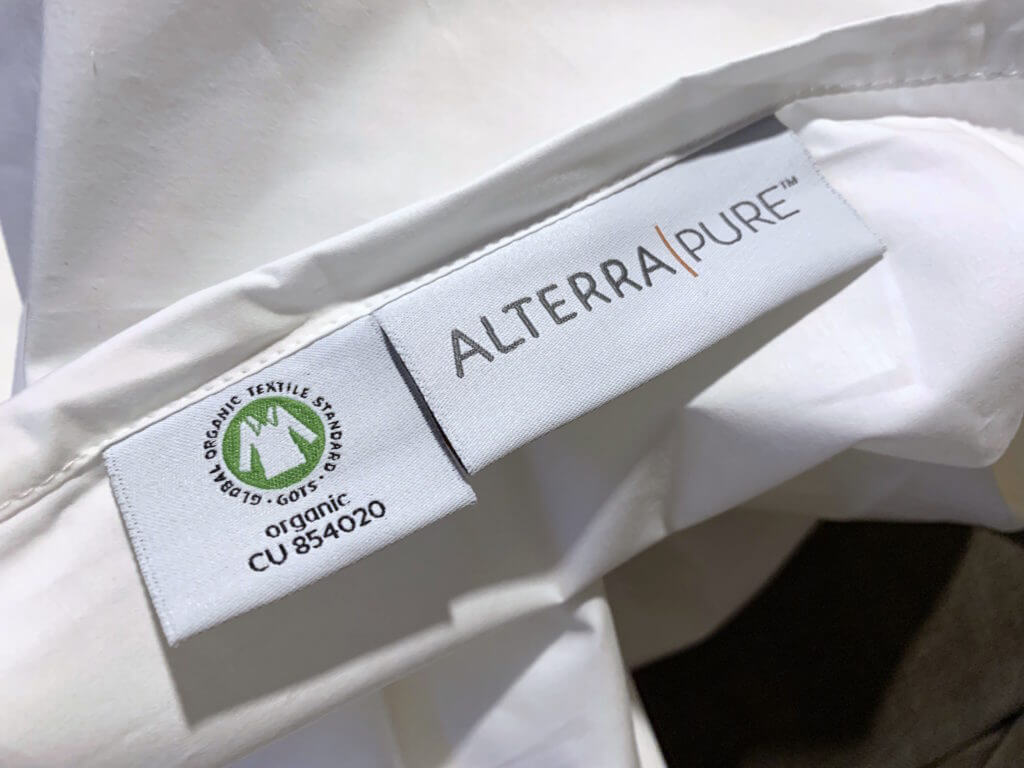 GLOBAL ORGANIC TEXTILE STANDARD · GOTS ·
organic
CU 854020
ALTERRA|PURE™